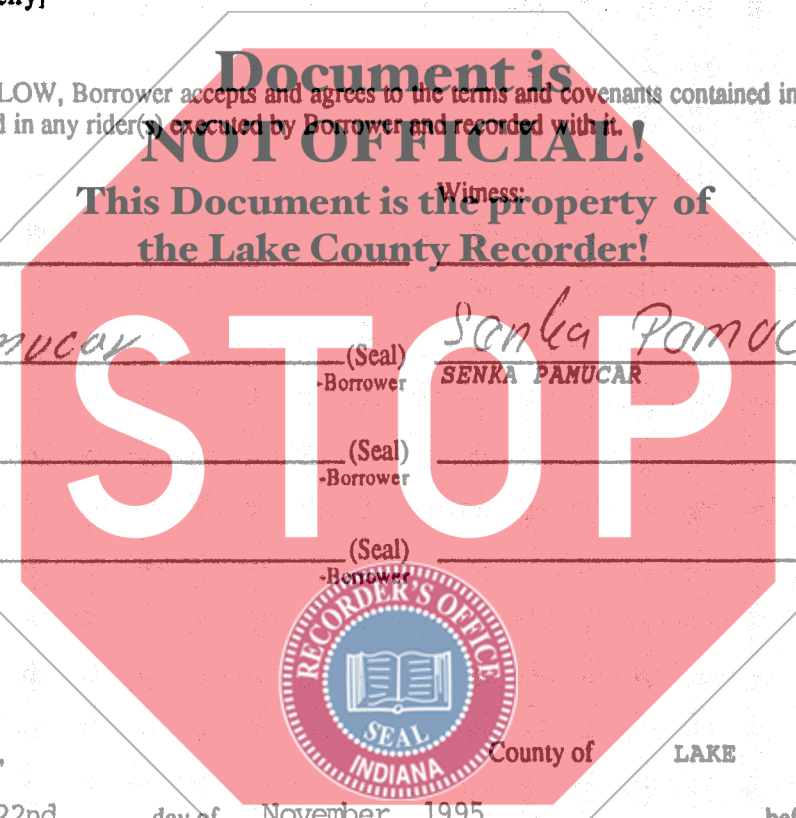 Document is
LOW, Borrower accepts and agrees to the terms and covenants contained in
in any rider(s) executed by Borrower and recorded with it.
NOT OFFICIAL!
Witness:
This Document is the property of
the Lake County Recorder!
STOP
Senka Pamuc
mucar
(Seal)
-Borrower
SENKA PAMUCAR
(Seal)
-Borrower
(Seal)
-Borrower
RECORDER'S OFFICE
SEAL
INDIANA
County of LAKE
22nd day of November 1995